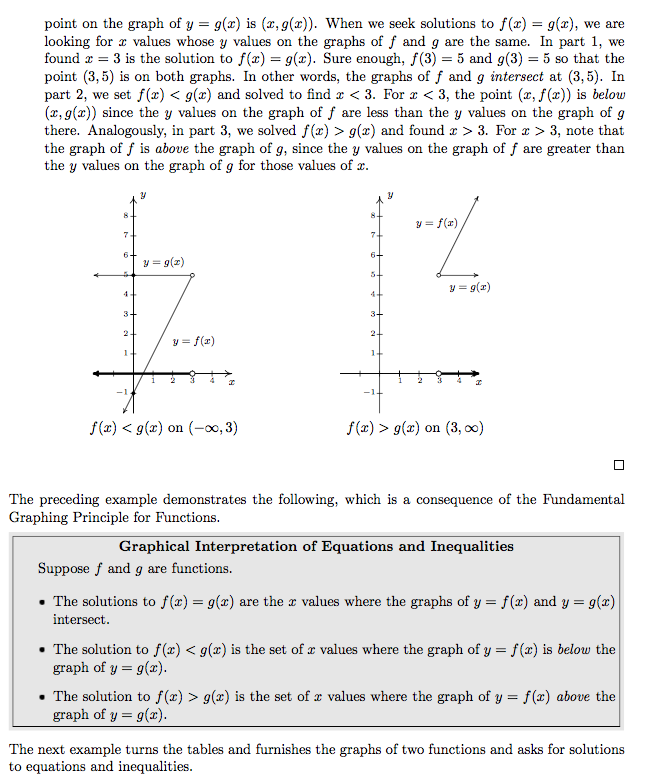 point on the graph of y = g(x) is (x, g(x)). When we seek solutions to f(x) = g(x), we are
looking for x values whose y values on the graphs of f and g are the same. In part 1, we
found x = 3 is the solution to f(x) = g(x). Sure enough, f(3) = 5 and g(3) = 5 so that the
point (3, 5) is on both graphs. In other words, the graphs of f and g intersect at (3, 5). In
part 2, we set f(x) < g(x) and solved to find x < 3. For x < 3, the point (x, f(x)) is below
(x, g(x)) since the y values on the graph of f are less than the y values on the graph of g
there. Analogously, in part 3, we solved f(x) > g(x) and found x > 3. For x > 3, note that
the graph of f is above the graph of g, since the y values on the graph of f are greater than
the y values on the graph of g for those values of x.
y
8
7
6
y = g(x)
5
4
3
2
y = f(x)
1
1 2 3 4 x
−1
f(x) < g(x) on (−∞, 3)
y
8
y = f(x)
7
6
5
y = g(x)
4
3
2
1
1 2 3 4 x
−1
f(x) > g(x) on (3, ∞)
The preceding example demonstrates the following, which is a consequence of the Fundamental
Graphing Principle for Functions.
Graphical Interpretation of Equations and Inequalities
Suppose f and g are functions.
• The solutions to f(x) = g(x) are the x values where the graphs of y = f(x) and y = g(x)
intersect.
• The solution to f(x) < g(x) is the set of x values where the graph of y = f(x) is below the
graph of y = g(x).
• The solution to f(x) > g(x) is the set of x values where the graph of y = f(x) above the
graph of y = g(x).
The next example turns the tables and furnishes the graphs of two functions and asks for solutions
to equations and inequalities.